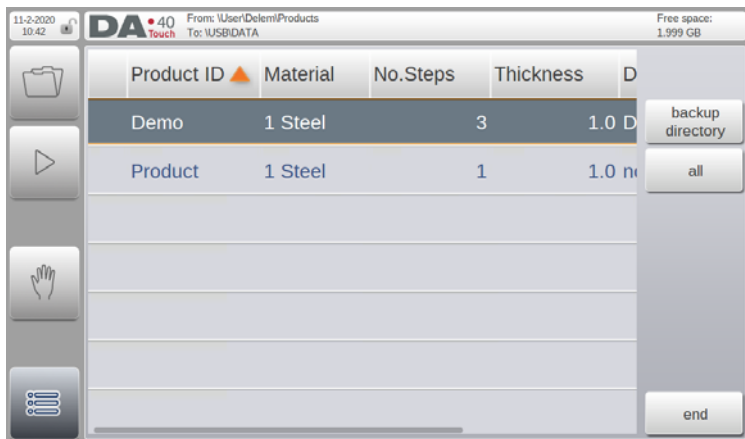 11-2-2020
10:42
DA 40
Touch
From: \User\Delem\Products
To: \USB\DATA
Free space:
1.999 GB
Product ID Material No.Steps Thickness D
Demo 1 Steel 3 1.0 D
Product 1 Steel 1 1.0 ne
backup
directory
all
end